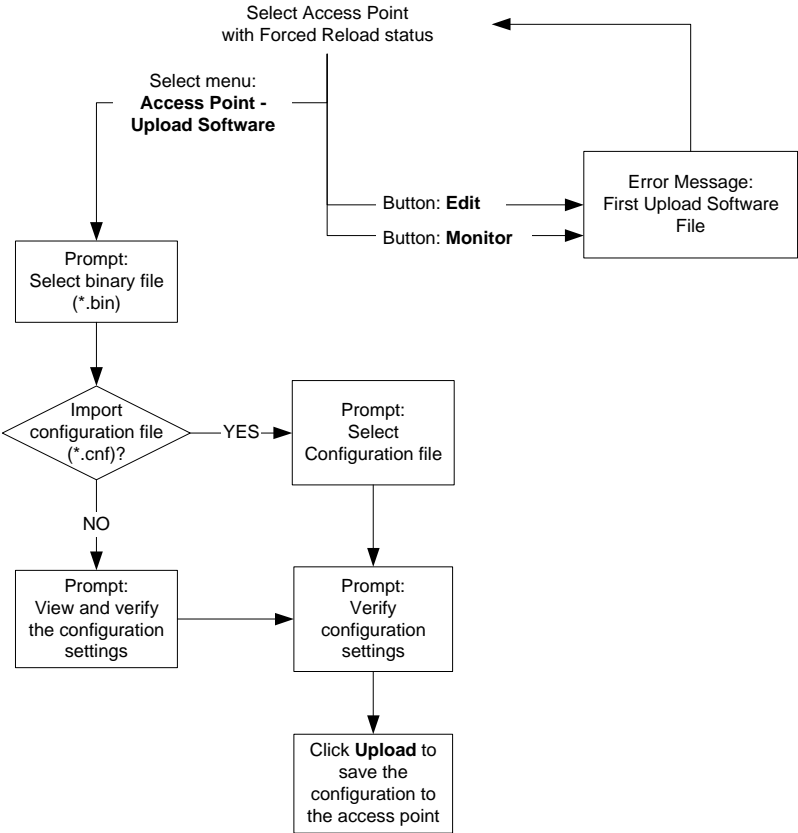 Select Access Point
with Forced Reload status
Select menu:
Access Point -
Upload Software
Button: Edit
Button: Monitor
Error Message:
First Upload Software
File
Prompt:
Select binary file
(*.bin)
Import
configuration file
(*.cnf)?
YES
Prompt:
Select
Configuration file
NO
Prompt:
View and verify
the configuration
settings
Prompt:
Verify
configuration
settings
Click Upload to
save the
configuration to
the access point